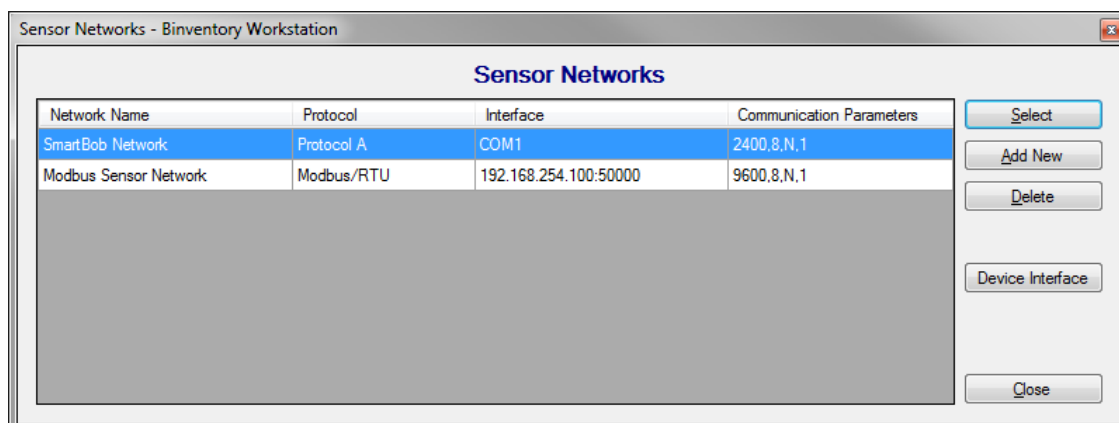 Sensor Networks - Binventory Workstation
Sensor Networks
Network Name Protocol Interface Communication Parameters
SmartBob Network Protocol A COM1 2400,8,N,1
Modbus Sensor Network Modbus/RTU 192.168.254.100:50000 9600,8,N,1
Select
Add New
Delete
Device Interface
Close